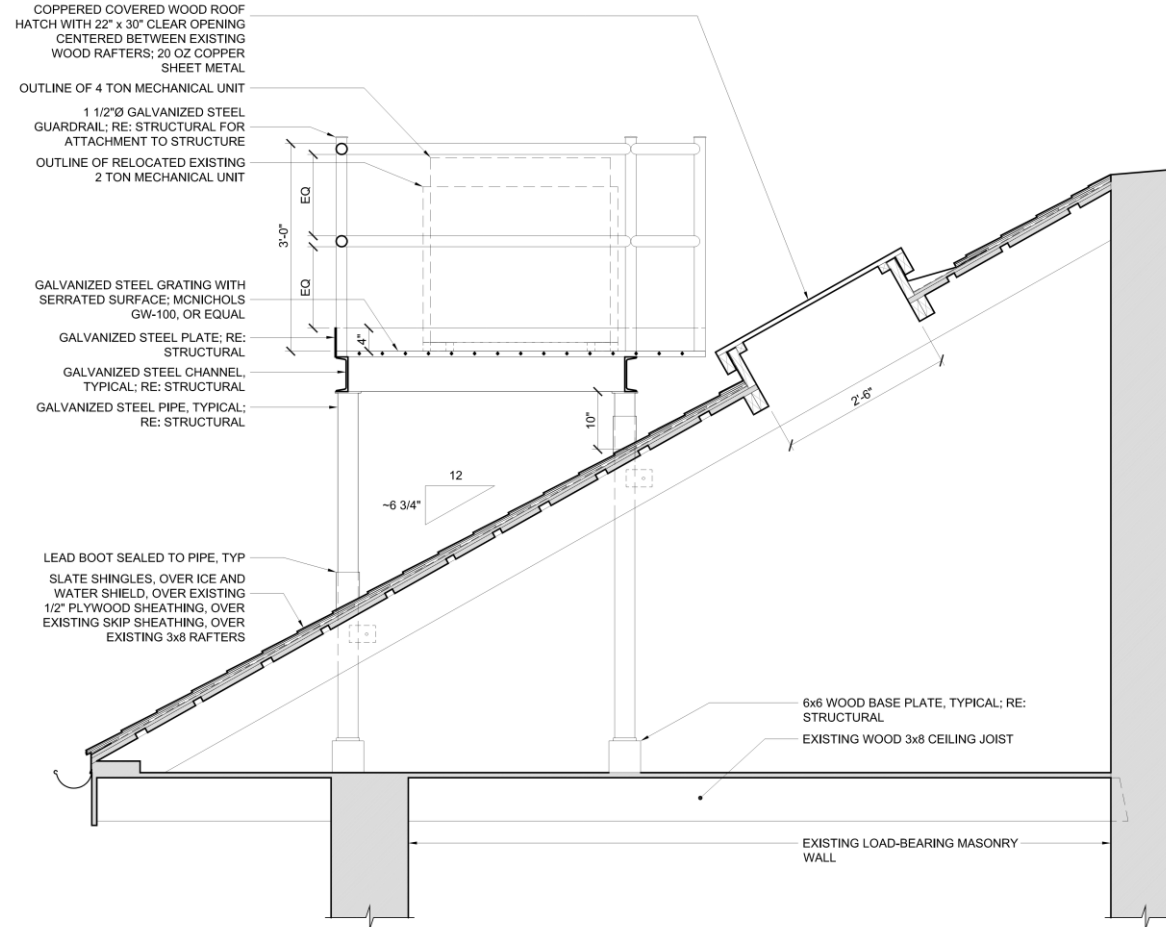 COPPERED COVERED WOOD ROOF
HATCH WITH 22" x 30" CLEAR OPENING
CENTERED BETWEEN EXISTING
WOOD RAFTERS; 20 OZ COPPER
SHEET METAL
OUTLINE OF 4 TON MECHANICAL UNIT
1 1/2"Ø GALVANIZED STEEL
GUARDRAIL; RE: STRUCTURAL FOR
ATTACHMENT TO STRUCTURE
OUTLINE OF RELOCATED EXISTING
2 TON MECHANICAL UNIT
EQ
3'-0"
EQ
GALVANIZED STEEL GRATING WITH
SERRATED SURFACE; MCNICHOLS
GW-100, OR EQUAL
4"
GALVANIZED STEEL PLATE; RE:
STRUCTURAL
GALVANIZED STEEL CHANNEL,
TYPICAL; RE: STRUCTURAL
GALVANIZED STEEL PIPE, TYPICAL;
RE: STRUCTURAL
10"
2'-6"
12
~6 3/4"
LEAD BOOT SEALED TO PIPE, TYP
SLATE SHINGLES, OVER ICE AND
WATER SHIELD, OVER EXISTING
1/2" PLYWOOD SHEATHING, OVER
EXISTING SKIP SHEATHING, OVER
EXISTING 3x8 RAFTERS
6x6 WOOD BASE PLATE, TYPICAL; RE:
STRUCTURAL
EXISTING WOOD 3x8 CEILING JOIST
EXISTING LOAD-BEARING MASONRY
WALL